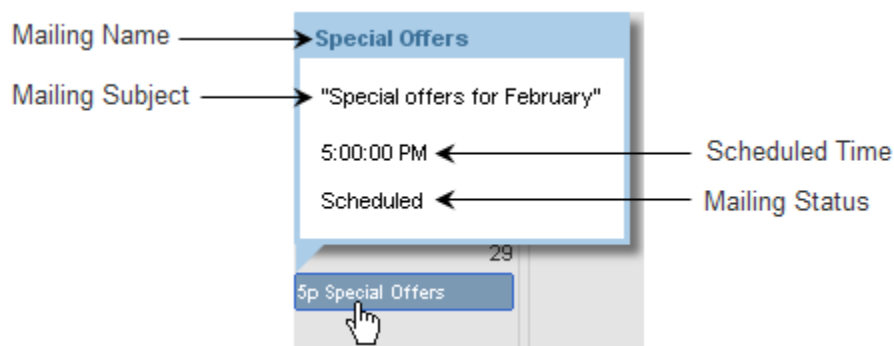 Mailing Name
Special Offers
Mailing Subject
"Special offers for February"
5:00:00 PM
Scheduled Time
Scheduled
Mailing Status
29
5p Special Offers